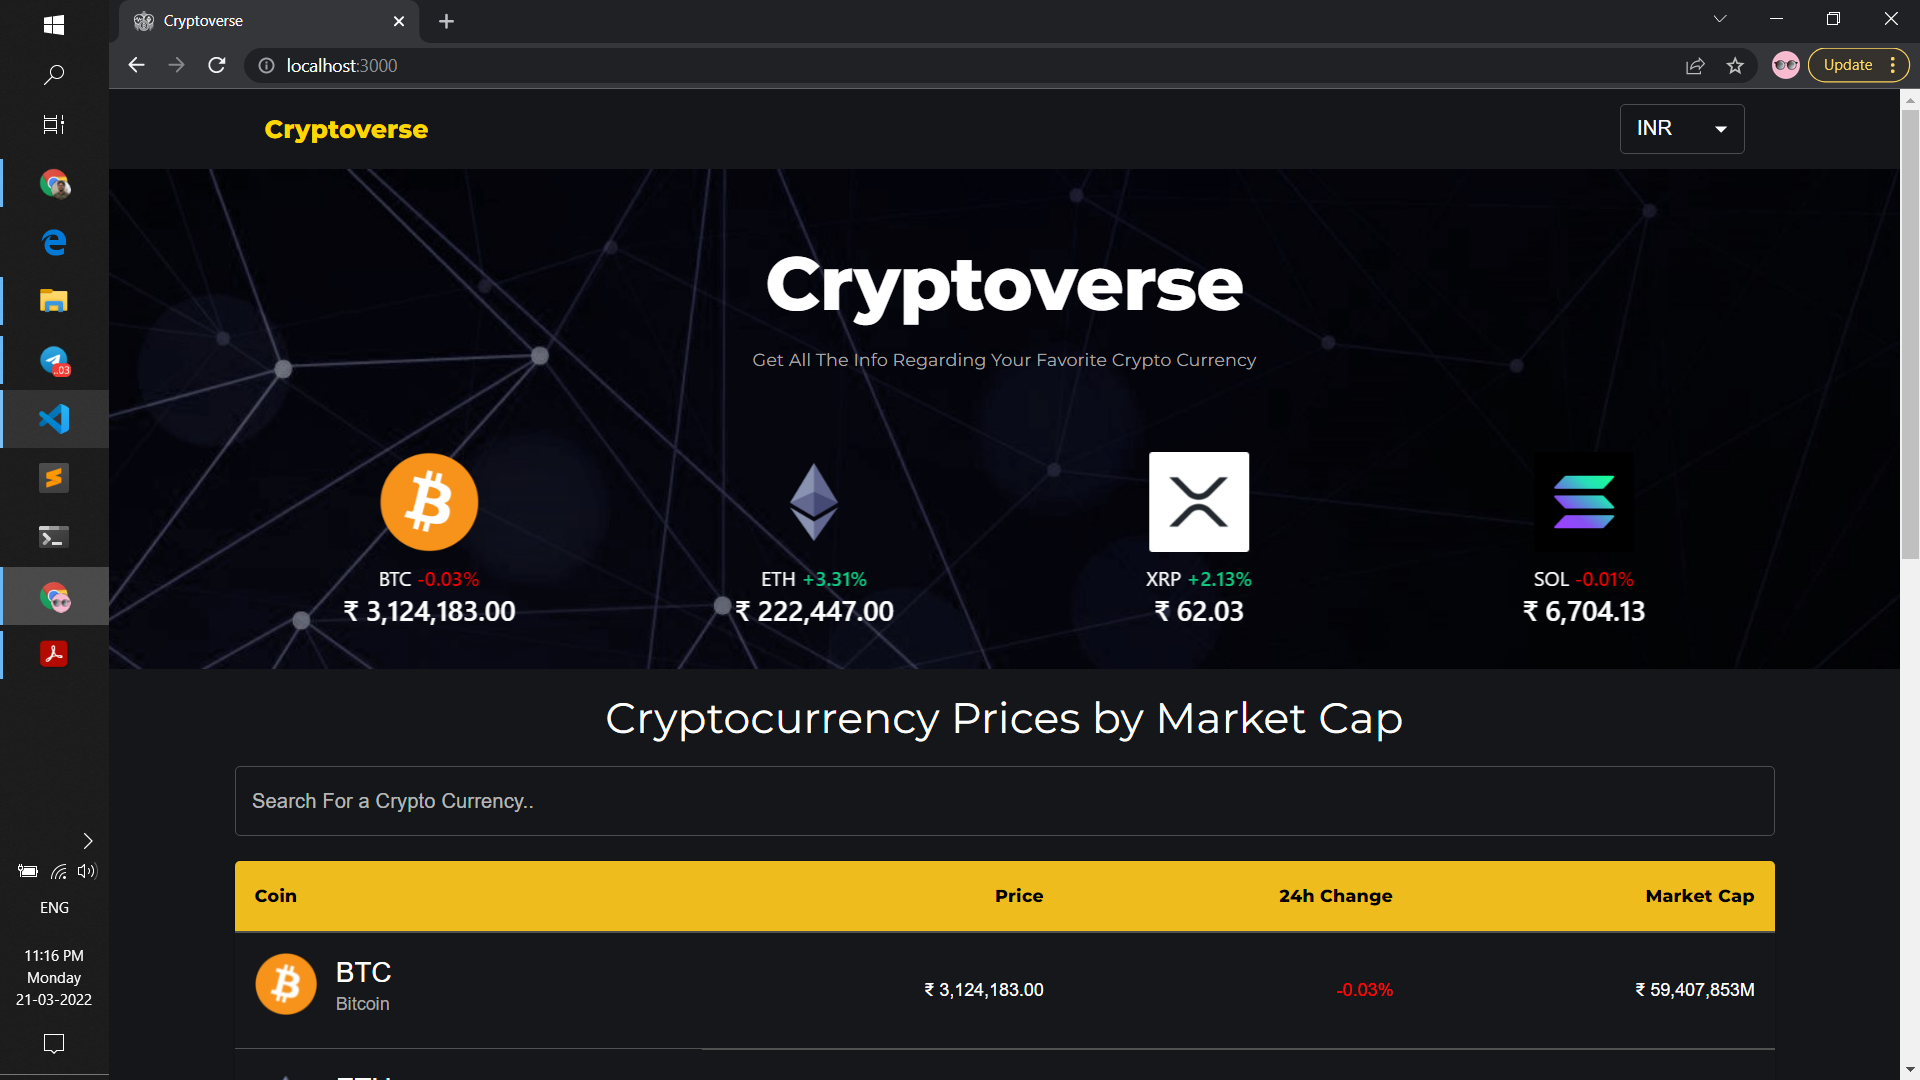 Cryptoverse
localhost:3000
Update
Cryptoverse
INR
Cryptoverse
Get All The Info Regarding Your Favorite Crypto Currency
BTC -0.03%
₹ 3,124,183.00
ETH +3.31%
₹ 222,447.00
XRP +2.13%
₹ 62.03
SOL -0.01%
₹ 6,704.13
Cryptocurrency Prices by Market Cap
Search For a Crypto Currency..
Coin Price 24h Change Market Cap
BTC
Bitcoin
₹ 3,124,183.00 -0.03% ₹ 59,407,853M
..03
ENG
11:16 PM
Monday
21-03-2022